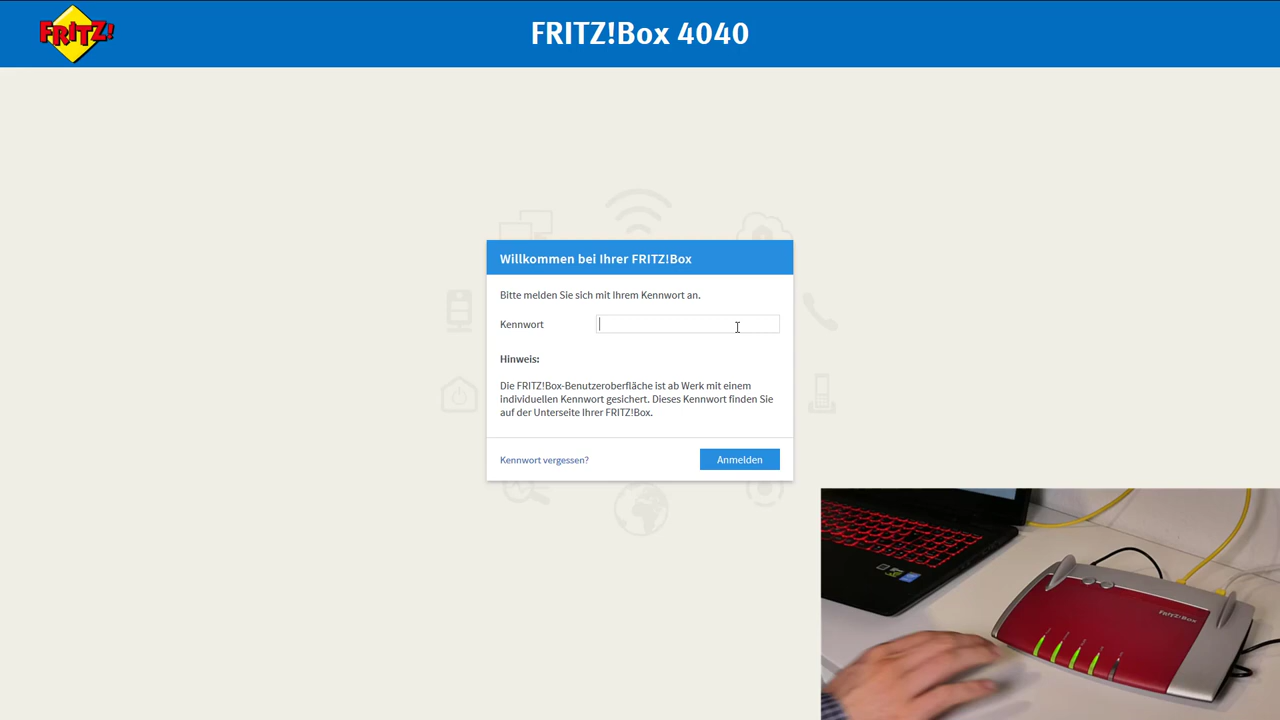 FRITZ!
FRITZ!Box 4040
Willkommen bei Ihrer FRITZ!Box
Bitte melden Sie sich mit Ihrem Kennwort an.
Kennwort
Hinweis:
Die FRITZ!Box-Benutzeroberfläche ist ab Werk mit einem
individuellen Kennwort gesichert. Dieses Kennwort finden Sie
auf der Unterseite Ihrer FRITZ!Box.
Kennwort vergessen?
Anmelden
FRITZ!Box